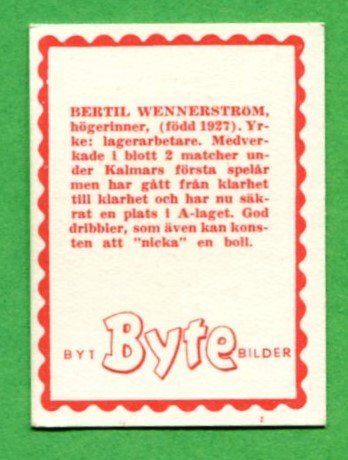 BERTIL WENNERSTRÖM,
högerinner, (född 1927). Yr-
ke: lagerarbetare. Medver-
kade i blott 2 matcher un-
der Kalmars första spelår
men har gått från klarhet
till klarhet och har nu säk-
rat en plats i A-laget. God
dribbler, som även kan kons-
ten att "nicka" en boll.
BYT Byte BILDER